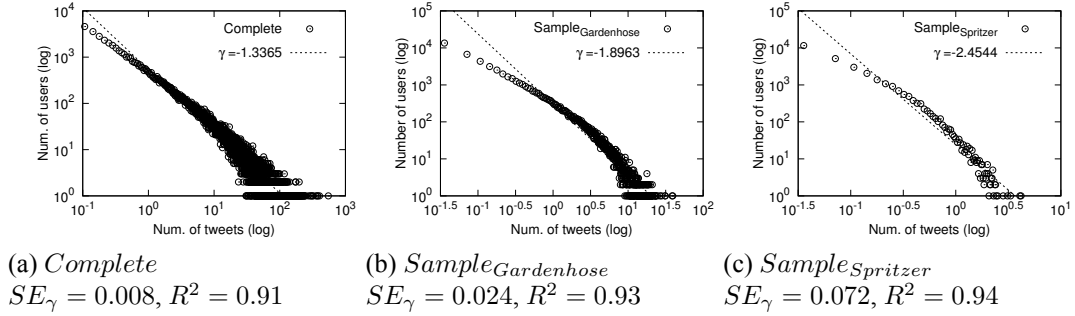 Complete
γ=-1.3365
10^5
10^4
10^3
10^2
10^1
10^0
Num. of users (log)
10^-1 10^0 10^1 10^2 10^3
Num. of tweets (log)
Sample_Gardenhose
γ=-1.8963
10^5
10^4
10^3
10^2
10^1
10^0
Number of users (log)
10^-1.5 10^-1 10^-0.5 10^0 10^0.5 10^1 10^1.5 10^2
Num. of tweets (log)
Sample_Spritzer
γ=-2.4544
10^5
10^4
10^3
10^2
10^1
10^0
Number of users (log)
10^-1.5 10^-1 10^-0.5 10^0 10^0.5 10^1
Num. of tweets (log)
(a) Complete
SE_γ = 0.008, R^2 = 0.91
(b) Sample_Gardenhose
SE_γ = 0.024, R^2 = 0.93
(c) Sample_Spritzer
SE_γ = 0.072, R^2 = 0.94